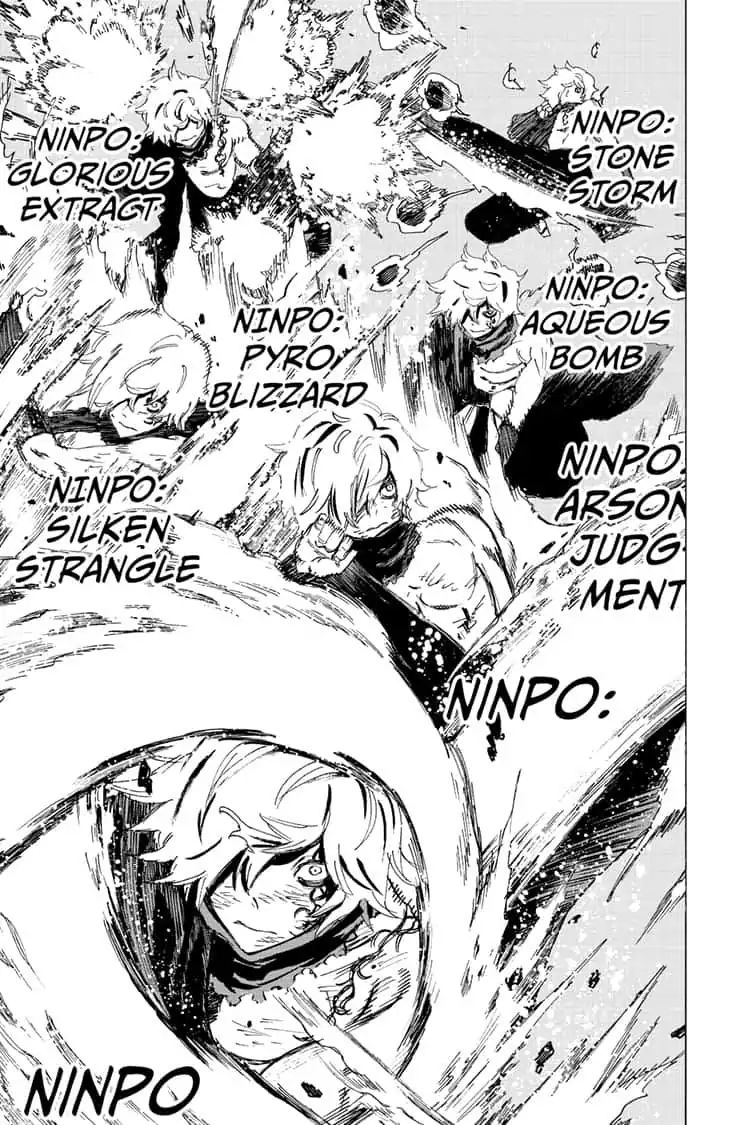 NINPO:
STONE
STORM
NINPO:
GLORIOUS
EXTRACT
NINPO:
AQUEOUS
BOMB
NINPO:
PYRO
BLIZZARD
NINPO:
ARSON
JUDG-
MENT
NINPO:
SILKEN
STRANGLE
NINPO:
NINPO